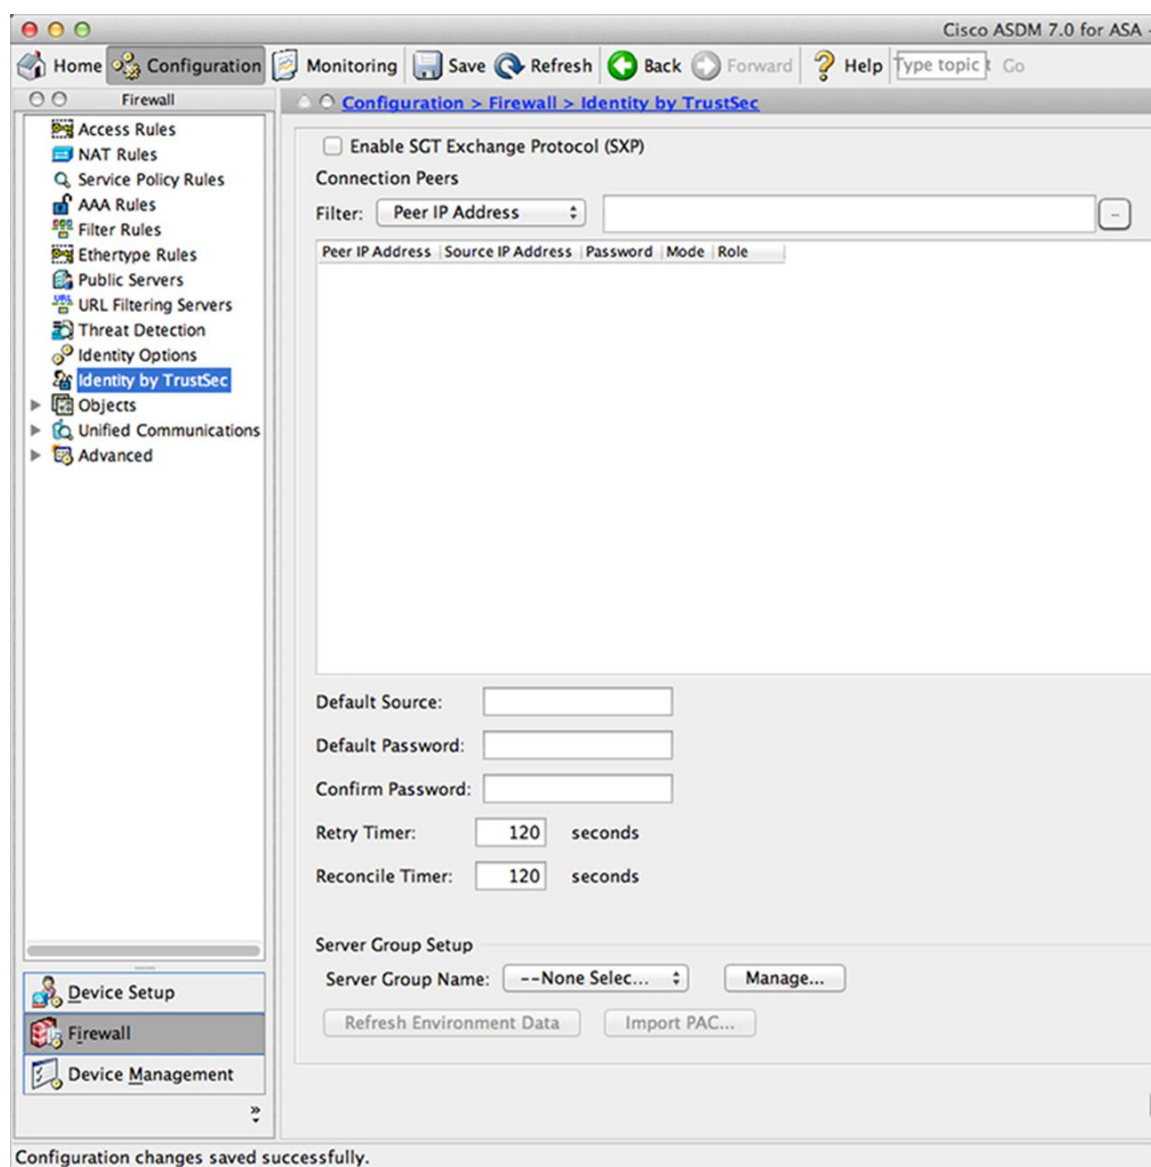 Cisco ASDM 7.0 for ASA -
Home Configuration Monitoring Save Refresh Back Forward Help Type topic Go
Firewall
Access Rules
NAT Rules
Service Policy Rules
AAA Rules
Filter Rules
Ethertype Rules
Public Servers
URL Filtering Servers
Threat Detection
Identity Options
Identity by TrustSec
Objects
Unified Communications
Advanced
Device Setup
Firewall
Device Management
Configuration > Firewall > Identity by TrustSec
Enable SGT Exchange Protocol (SXP)
Connection Peers
Filter: Peer IP Address
Peer IP Address Source IP Address Password Mode Role
Default Source:
Default Password:
Confirm Password:
Retry Timer: 120 seconds
Reconcile Timer: 120 seconds
Server Group Setup
Server Group Name: --None Selec... Manage...
Refresh Environment Data Import PAC...
Configuration changes saved successfully.